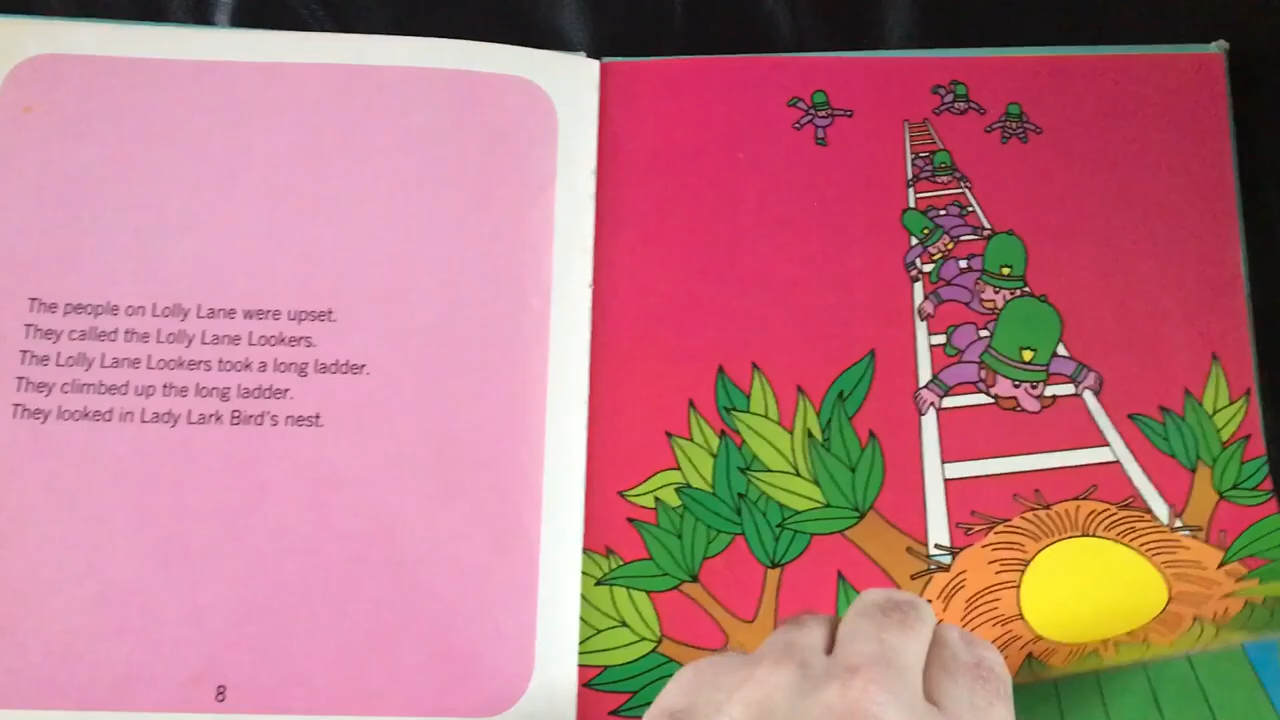 The people on Lolly Lane were upset.
They called the Lolly Lane Lookers.
The Lolly Lane Lookers took a long ladder.
They climbed up the long ladder.
They looked in Lady Lark Bird's nest.
8